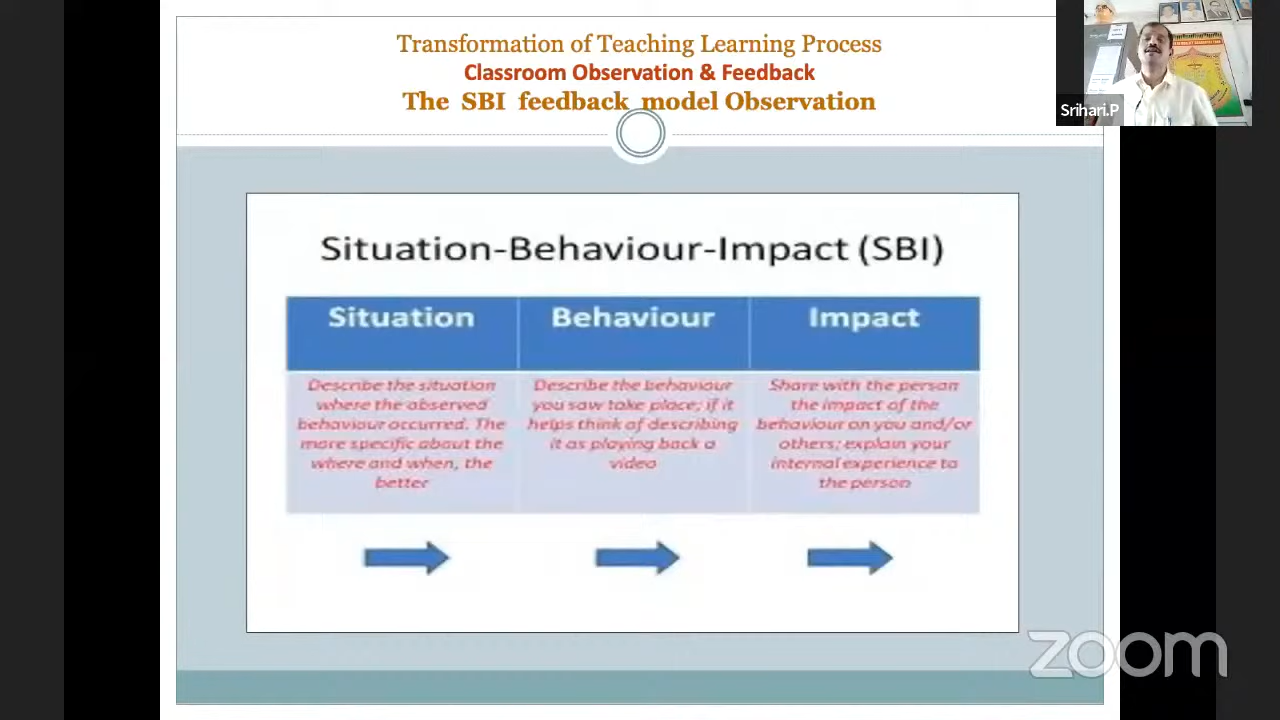 Transformation of Teaching Learning Process
Classroom Observation & Feedback
The SBI feedback model Observation
Srihari.P
Situation-Behaviour-Impact (SBI)
Situation
Behaviour
Impact
Describe the situation
where the observed
behaviour occurred. The
more specific about the
where and when, the
better
Describe the behaviour
you saw take place; if it
helps think of describing
it as playing back a
video
Share with the person
the impact of the
behaviour on you and/or
others; explain your
internal experience to
the person
zoom